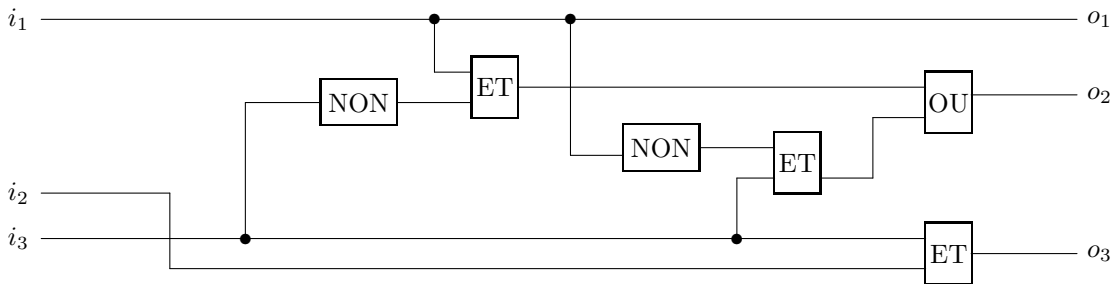 i₁ o₁
ET
NON OU o₂
NON ET
i₂
i₃ ET o₃